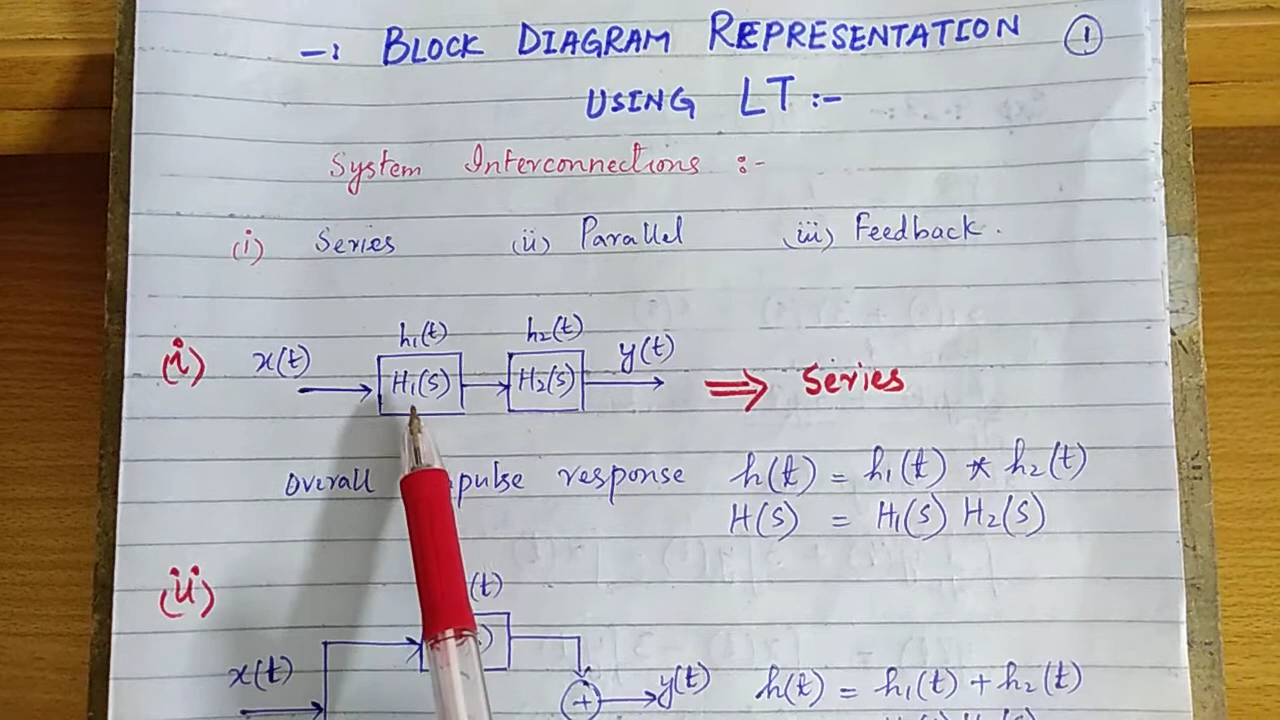 -: BLOCK DIAGRAM REPRESENTATION ①
USING LT :-
System Interconnections :-
(i) Series (ii) Parallel (iii) Feedback.
h₁(t) h₂(t)
(i) x(t) H₁(s) H₂(s) y(t) ⇒ Series
Overall pulse response h(t) = h₁(t) * h₂(t)
H(s) = H₁(s) H₂(s)
(ii) (t)
x(t) + y(t) h(t) = h₁(t) + h₂(t)